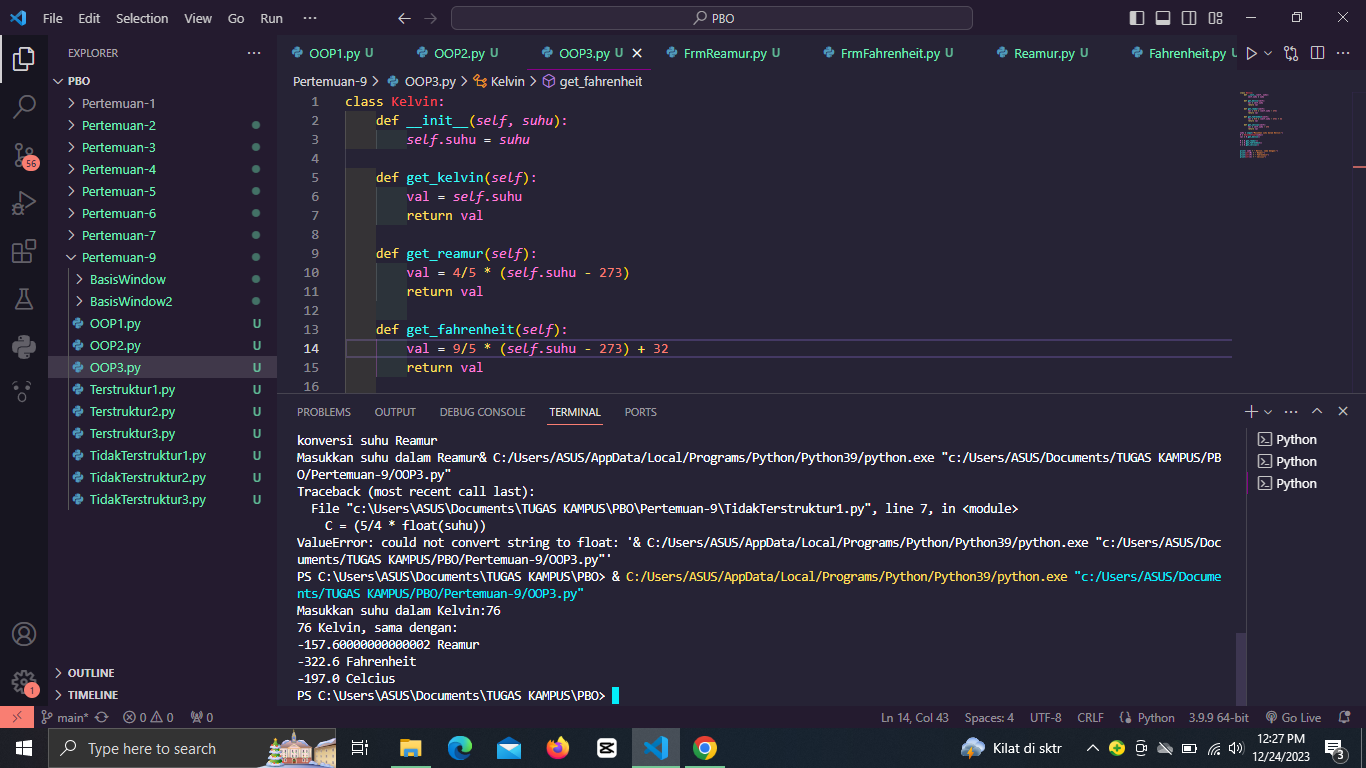 File Edit Selection View Go Run ··· PBO
EXPLORER ···
PBO
Pertemuan-1
Pertemuan-2
Pertemuan-3
Pertemuan-4
Pertemuan-5
Pertemuan-6
Pertemuan-7
Pertemuan-9
BasisWindow
BasisWindow2
OOP1.py U
OOP2.py U
OOP3.py U
Terstruktur1.py U
Terstruktur2.py U
Terstruktur3.py U
TidakTerstruktur1.py U
TidakTerstruktur2.py U
TidakTerstruktur3.py U
OUTLINE
TIMELINE
56
1
OOP1.py U OOP2.py U OOP3.py U FrmReamur.py U FrmFahrenheit.py U Reamur.py U Fahrenheit.py U
Pertemuan-9 > OOP3.py > Kelvin > get_fahrenheit
1 class Kelvin:
2 def __init__(self, suhu):
3 self.suhu = suhu
4
5 def get_kelvin(self):
6 val = self.suhu
7 return val
8
9 def get_reamur(self):
10 val = 4/5 * (self.suhu - 273)
11 return val
12
13 def get_fahrenheit(self):
14 val = 9/5 * (self.suhu - 273) + 32
15 return val
16
PROBLEMS OUTPUT DEBUG CONSOLE TERMINAL PORTS
konversi suhu Reamur
Masukkan suhu dalam Reamur& C:/Users/ASUS/AppData/Local/Programs/Python/Python39/python.exe "c:/Users/ASUS/Documents/TUGAS KAMPUS/PB
O/Pertemuan-9/OOP3.py"
Traceback (most recent call last):
File "c:\Users\ASUS\Documents\TUGAS KAMPUS\PBO\Pertemuan-9\TidakTerstruktur1.py", line 7, in <module>
C = (5/4 * float(suhu))
ValueError: could not convert string to float: '& C:/Users/ASUS/AppData/Local/Programs/Python/Python39/python.exe "c:/Users/ASUS/Doc
uments/TUGAS KAMPUS/PBO/Pertemuan-9/OOP3.py"'
PS C:\Users\ASUS\Documents\TUGAS KAMPUS\PBO> & C:/Users/ASUS/AppData/Local/Programs/Python/Python39/python.exe "c:/Users/ASUS/Docume
nts/TUGAS KAMPUS/PBO/Pertemuan-9/OOP3.py"
Masukkan suhu dalam Kelvin:76
76 Kelvin, sama dengan:
-157.60000000000002 Reamur
-322.6 Fahrenheit
-197.0 Celcius
PS C:\Users\ASUS\Documents\TUGAS KAMPUS\PBO>
Python
Python
Python
main* 0 0 0 Ln 14, Col 43 Spaces: 4 UTF-8 CRLF Python 3.9.9 64-bit Go Live
Type here to search Kilat di sktr 12:27 PM
12/24/2023 3